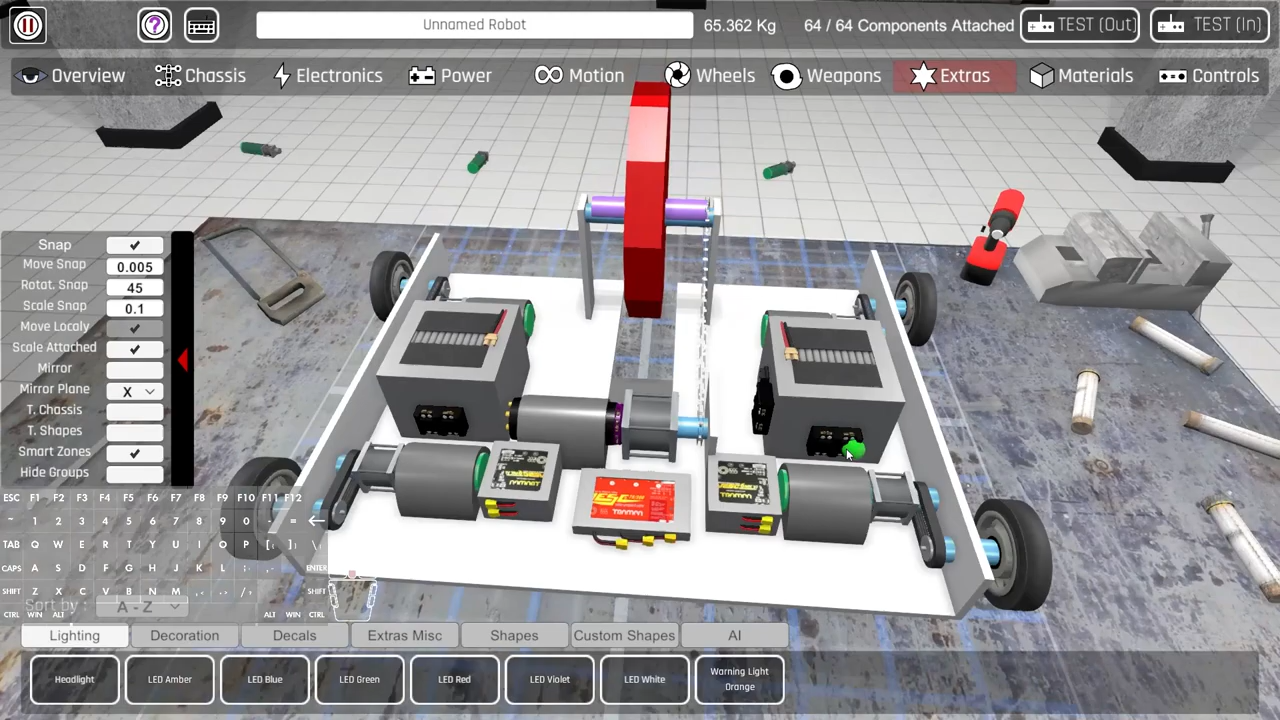 Unnamed Robot
65.362 Kg
64 / 64 Components Attached
TEST (Out)
TEST (In)
Overview
Chassis
Electronics
Power
Motion
Wheels
Weapons
Extras
Materials
Controls
Snap
Move Snap 0.005
Rotat. Snap 45
Scale Snap 0.1
Move Localy
Scale Attached
Mirror
Mirror Plane X
T. Chassis
T. Shapes
Smart Zones
Hide Groups
ESC F1 F2 F3 F4 F5 F6 F7 F8 F9 F10 F11 F12
~ 1 2 3 4 5 6 7 8 9 0 - =
TAB Q W E R T Y U I O P [{ ]} \
CAPS A S D F G H J K L ENTER
SHIFT Z X C V B N M SHIFT
CTRL WIN ALT ALT WIN CTRL
Sort by : A - Z
Lighting
Decoration
Decals
Extras Misc
Shapes
Custom Shapes
AI
Headlight
LED Amber
LED Blue
LED Green
LED Red
LED Violet
LED White
Warning Light
Orange